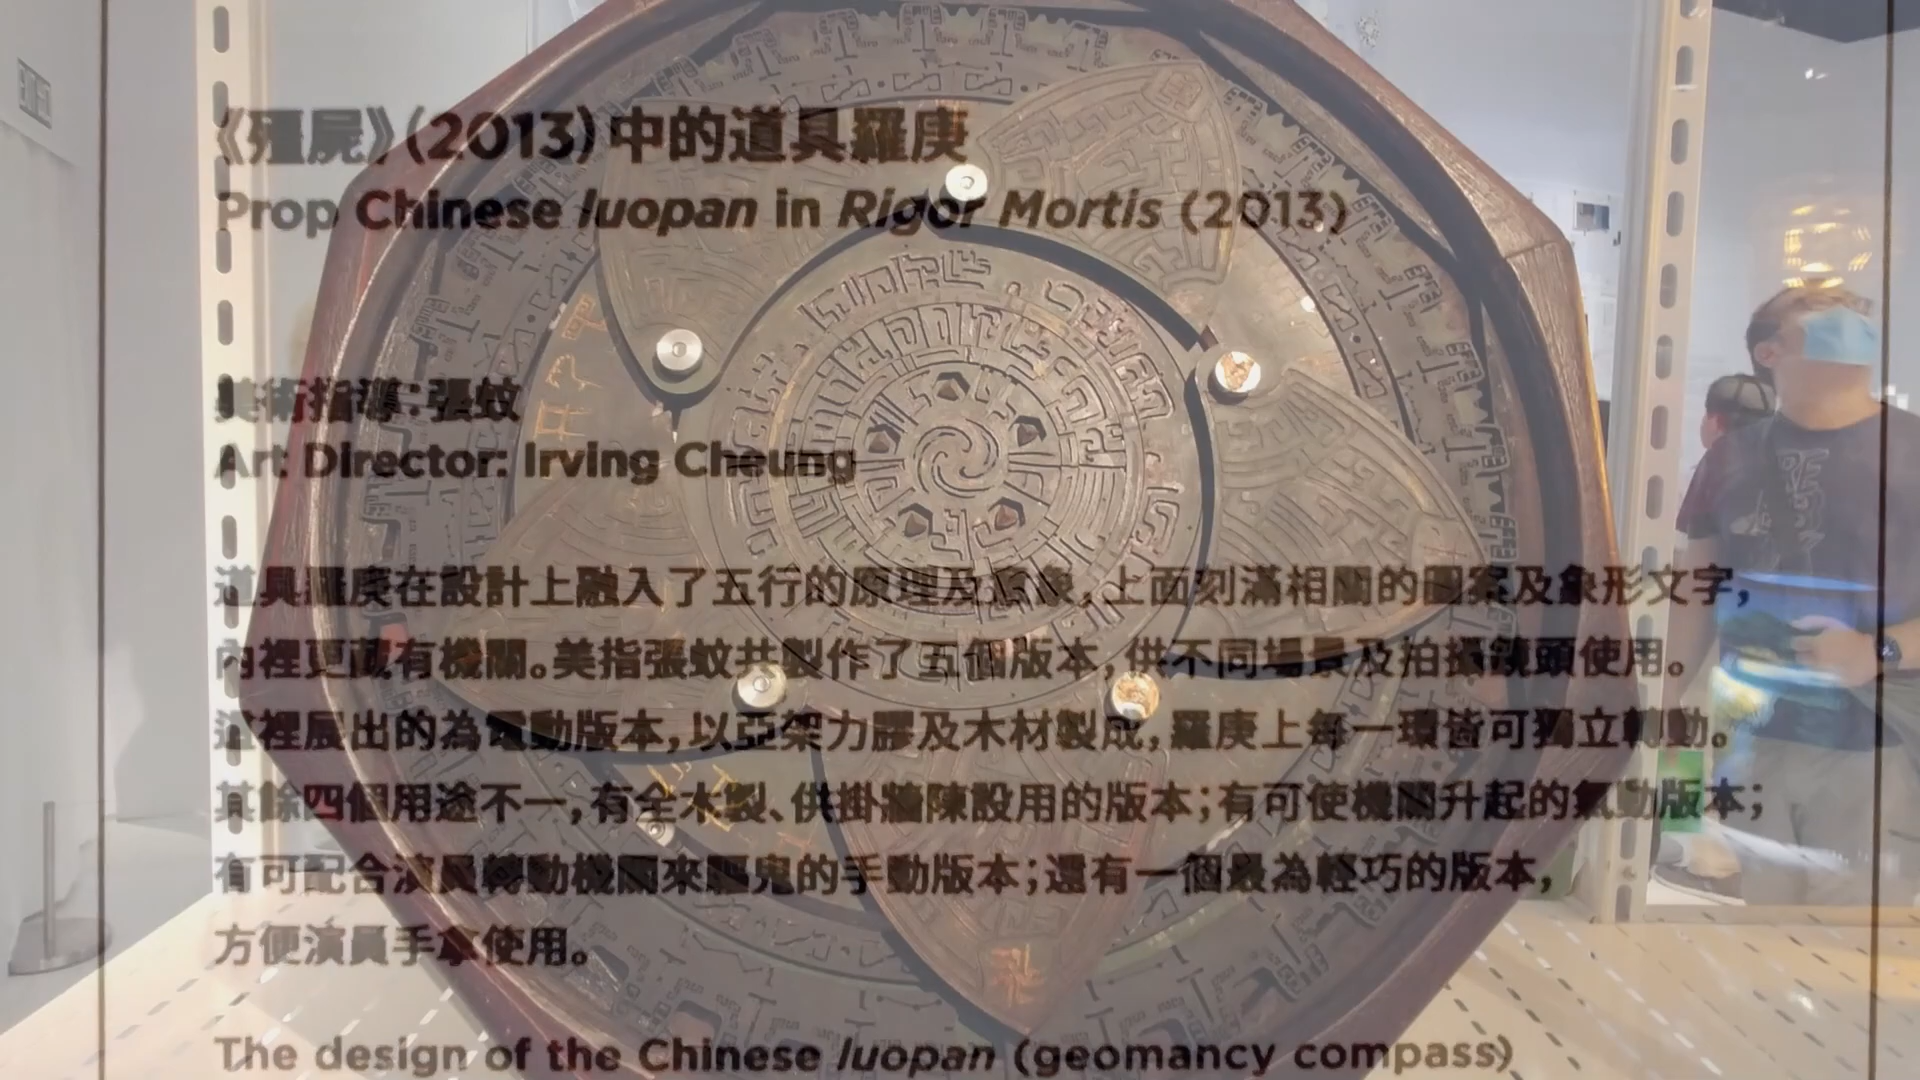 《殭屍》(2013)中的道具羅庚
Prop Chinese luopan in Rigor Mortis (2013)
美術指導：張蚊
Art Director: Irving Cheung
道具羅庚在設計上融入了五行的原理及意象，上面刻滿相關的圖案及象形文字，
內裡更藏有機關。美指張蚊共製作了五個版本，供不同場景及拍攝鏡頭使用。
這裡展出的為電動版本，以亞架力膠及木材製成，羅庚上每一環皆可獨立轉動。
其餘四個用途不一，有全木製、供掛牆陳設用的版本；有可使機關升起的氣動版本；
有可配合演員轉動機關來驅鬼的手動版本；還有一個最為輕巧的版本，
方便演員手拿使用。
The design of the Chinese luopan (geomancy compass)